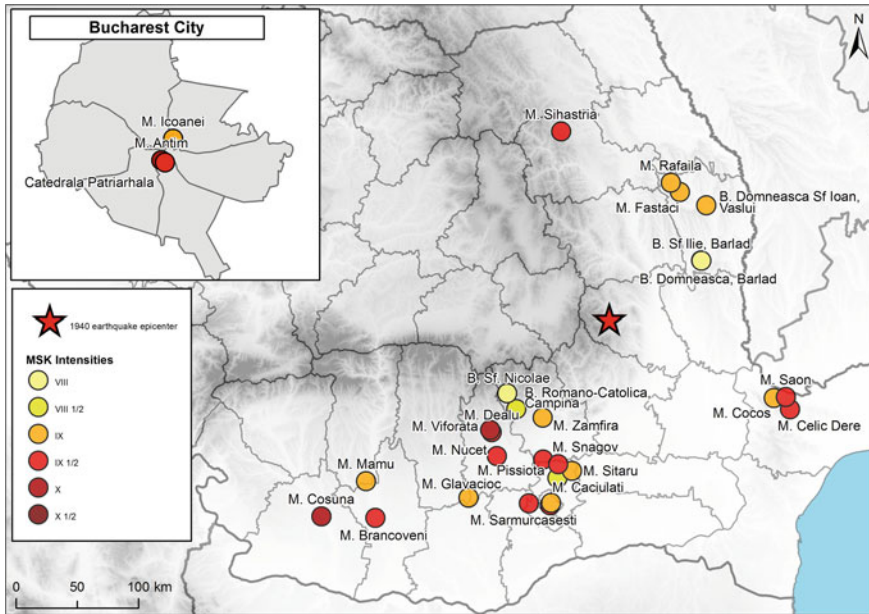 Bucharest City
M. Icoanei
M. Antim
Catedrala Patriarhala
N
M. Sihastria
M. Rafaila
M. Fastaci
B. Domneasca Sf Ioan,
Vaslui
B. Sf Ilie, Barlad
B. Domneasca, Barlad
1940 earthquake epicenter
MSK Intensities
VIII
VIII 1/2
IX
IX 1/2
X
X 1/2
B. Sf. Nicolae
B. Romano-Catolica,
Campina
M. Dealu
M. Viforata
M. Zamfira
M. Nucet
M. Snagov
M. Pissiota
M. Sitaru
M. Mamu
M. Glavacioc
M. Caciulati
M. Cosuna
M. Sarmurcasesti
M. Brancoveni
M. Saon
M. Cocos
M. Celic Dere
0 50 100 km